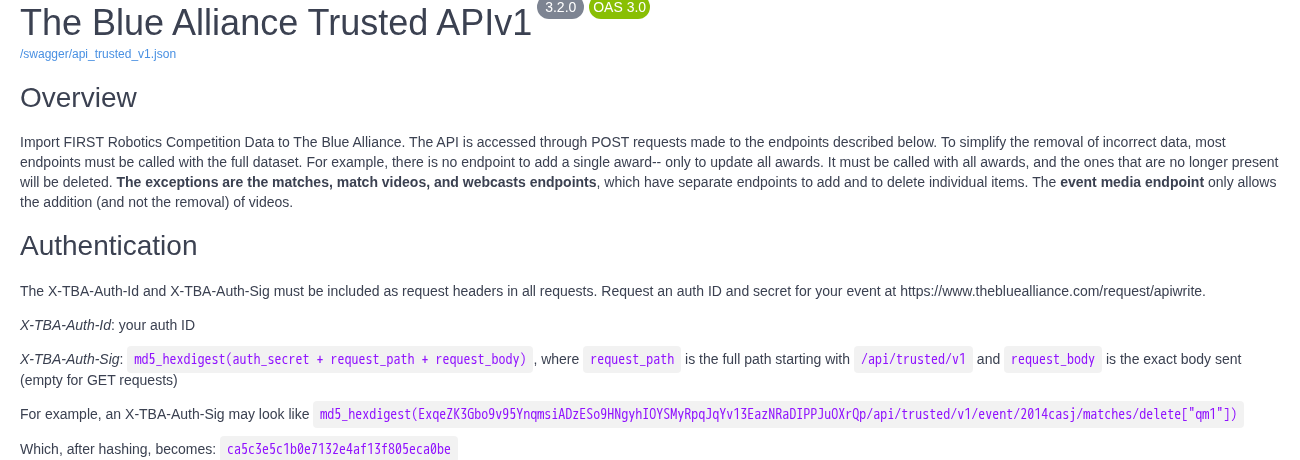 The Blue Alliance Trusted APIv1 3.2.0 OAS 3.0
/swagger/api_trusted_v1.json
Overview
Import FIRST Robotics Competition Data to The Blue Alliance. The API is accessed through POST requests made to the endpoints described below. To simplify the removal of incorrect data, most
endpoints must be called with the full dataset. For example, there is no endpoint to add a single award-- only to update all awards. It must be called with all awards, and the ones that are no longer present
will be deleted. The exceptions are the matches, match videos, and webcasts endpoints, which have separate endpoints to add and to delete individual items. The event media endpoint only allows
the addition (and not the removal) of videos.
Authentication
The X-TBA-Auth-Id and X-TBA-Auth-Sig must be included as request headers in all requests. Request an auth ID and secret for your event at https://www.thebluealliance.com/request/apiwrite.
X-TBA-Auth-Id: your auth ID
X-TBA-Auth-Sig: md5_hexdigest(auth_secret + request_path + request_body) , where request_path is the full path starting with /api/trusted/v1 and request_body is the exact body sent
(empty for GET requests)
For example, an X-TBA-Auth-Sig may look like md5_hexdigest(ExqeZK3Gbo9v95YnqmsiADzESo9HNgyhIOYSMyRpqJqYv13EazNRaDIPPJuOXrQp/api/trusted/v1/event/2014casj/matches/delete["qm1"])
Which, after hashing, becomes: ca5c3e5c1b0e7132e4af13f805eca0be